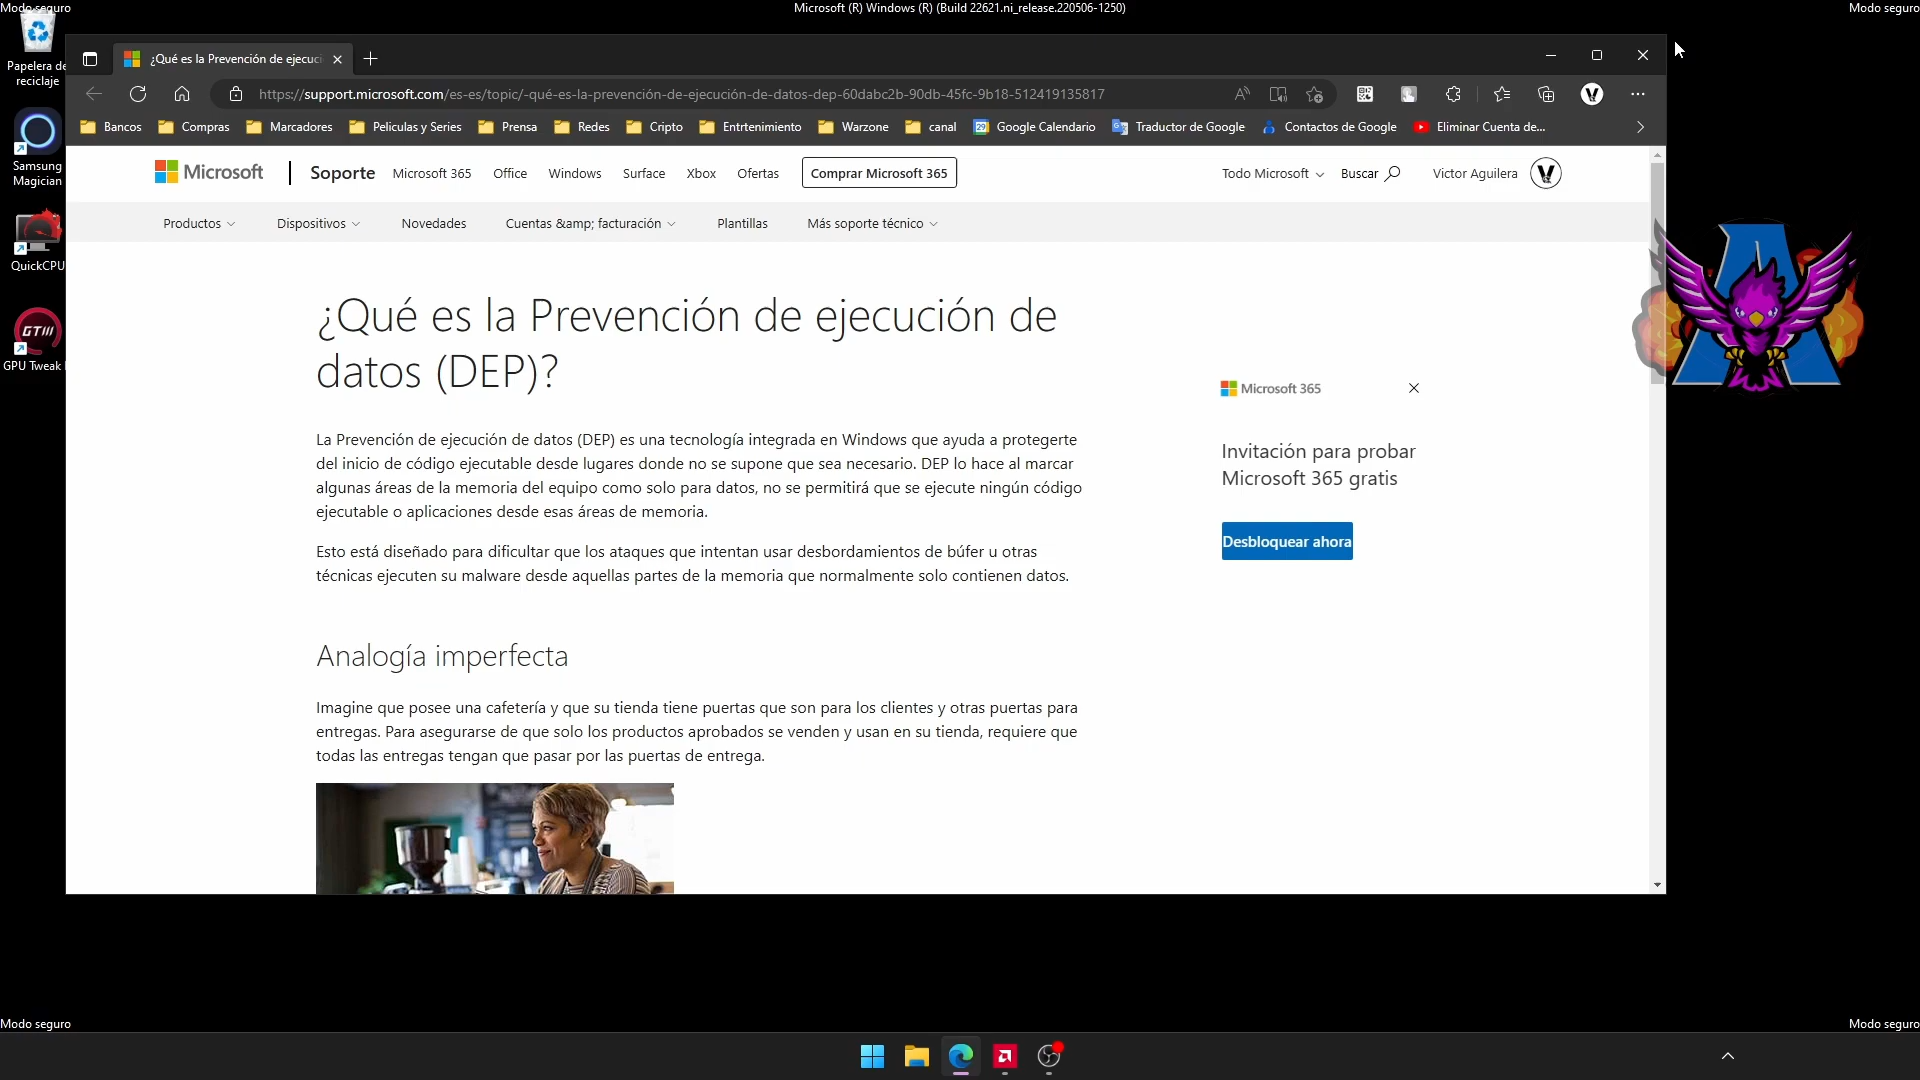 Modo seguro
Microsoft (R) Windows (R) (Build 22621.ni_release.220506-1250)
Modo seguro
Papelera de
reciclaje
Samsung
Magician
QuickCPU
GTIII
GPU Tweak
¿Qué es la Prevención de ejecuci
https://support.microsoft.com/es-es/topic/-qué-es-la-prevención-de-ejecución-de-datos-dep-60dabc2b-90db-45fc-9b18-512419135817
Bancos Compras Marcadores Peliculas y Series Prensa Redes Cripto Entrtenimiento Warzone canal Google Calendario Traductor de Google Contactos de Google Eliminar Cuenta de...
Microsoft Soporte Microsoft 365 Office Windows Surface Xbox Ofertas Comprar Microsoft 365 Todo Microsoft Buscar Victor Aguilera
Productos Dispositivos Novedades Cuentas &amp; facturación Plantillas Más soporte técnico
¿Qué es la Prevención de ejecución de
datos (DEP)?
La Prevención de ejecución de datos (DEP) es una tecnología integrada en Windows que ayuda a protegerte
del inicio de código ejecutable desde lugares donde no se supone que sea necesario. DEP lo hace al marcar
algunas áreas de la memoria del equipo como solo para datos, no se permitirá que se ejecute ningún código
ejecutable o aplicaciones desde esas áreas de memoria.
Esto está diseñado para dificultar que los ataques que intentan usar desbordamientos de búfer u otras
técnicas ejecuten su malware desde aquellas partes de la memoria que normalmente solo contienen datos.
Analogía imperfecta
Imagine que posee una cafetería y que su tienda tiene puertas que son para los clientes y otras puertas para
entregas. Para asegurarse de que solo los productos aprobados se venden y usan en su tienda, requiere que
todas las entregas tengan que pasar por las puertas de entrega.
Microsoft 365
Invitación para probar
Microsoft 365 gratis
Desbloquear ahora
Modo seguro
Modo seguro